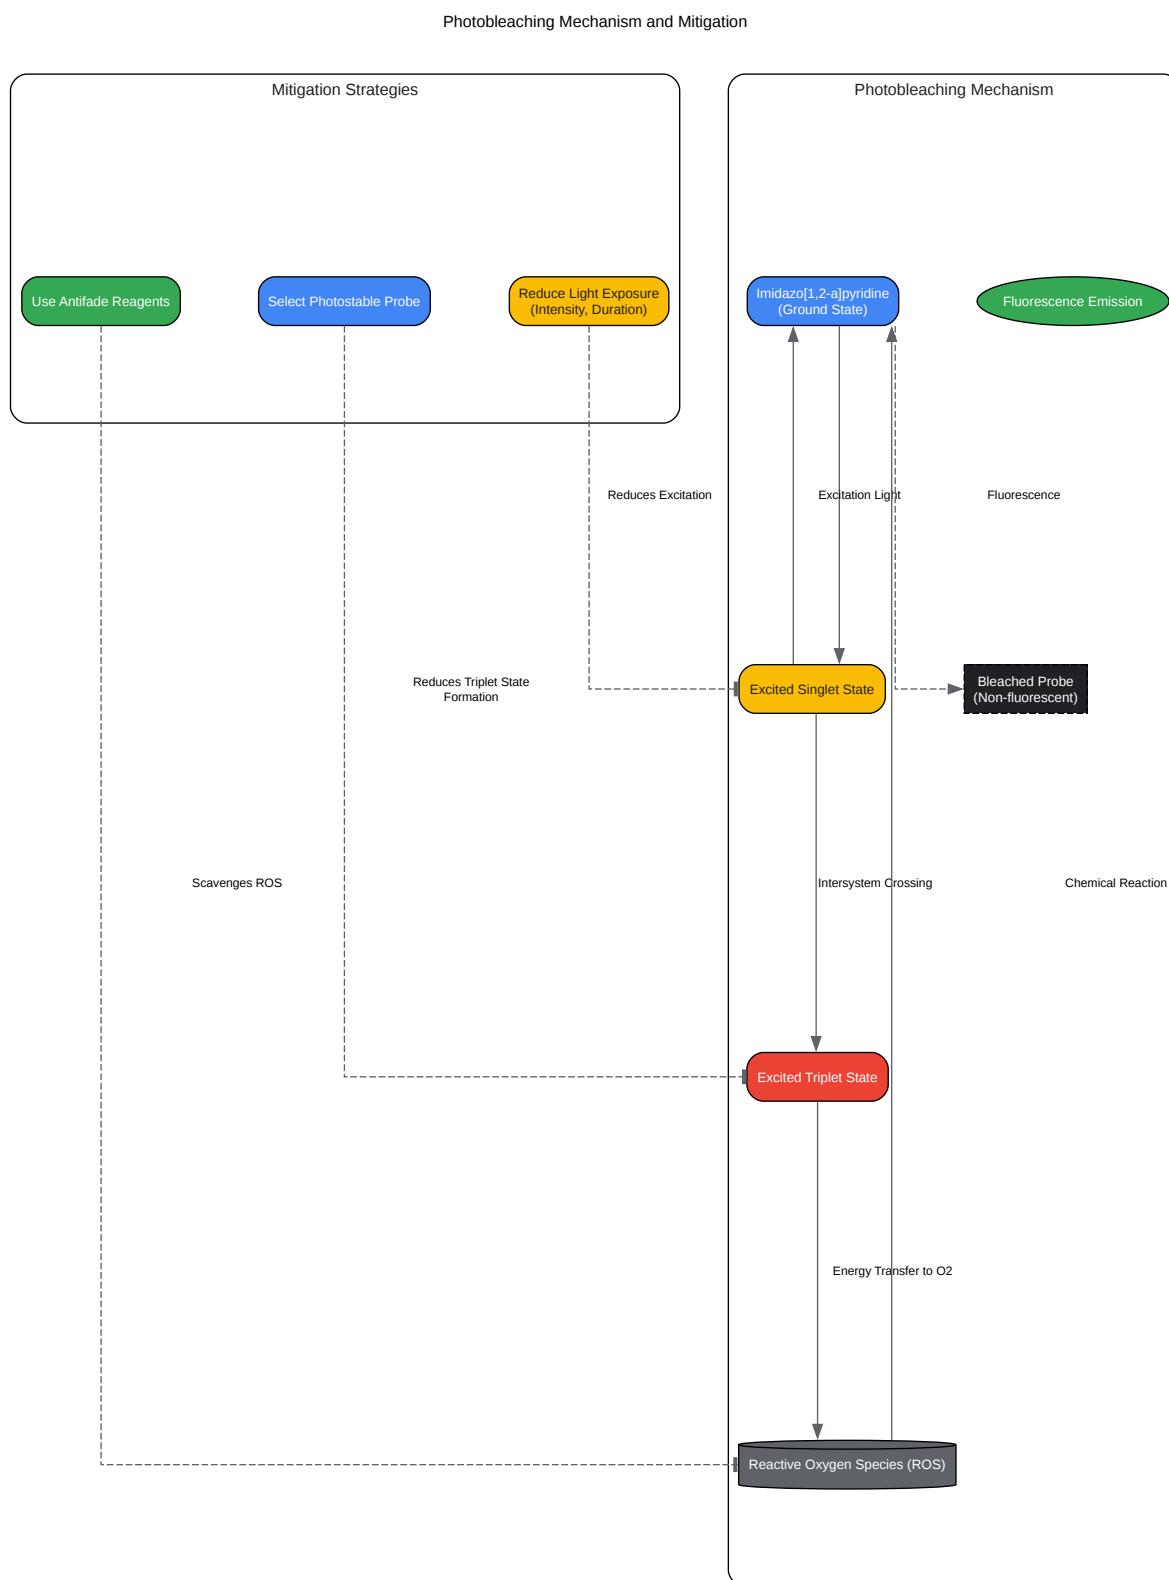 Photobleaching Mechanism and Mitigation
Mitigation Strategies
Photobleaching Mechanism
Use Antifade Reagents
Select Photostable Probe
Reduce Light Exposure
(Intensity, Duration)
Imidazo[1,2-a]pyridine
(Ground State)
Fluorescence Emission
Reduces Excitation
Excitation Light
Fluorescence
Reduces Triplet State
Formation
Excited Singlet State
Bleached Probe
(Non-fluorescent)
Scavenges ROS
Intersystem Crossing
Chemical Reaction
Excited Triplet State
Energy Transfer to O2
Reactive Oxygen Species (ROS)